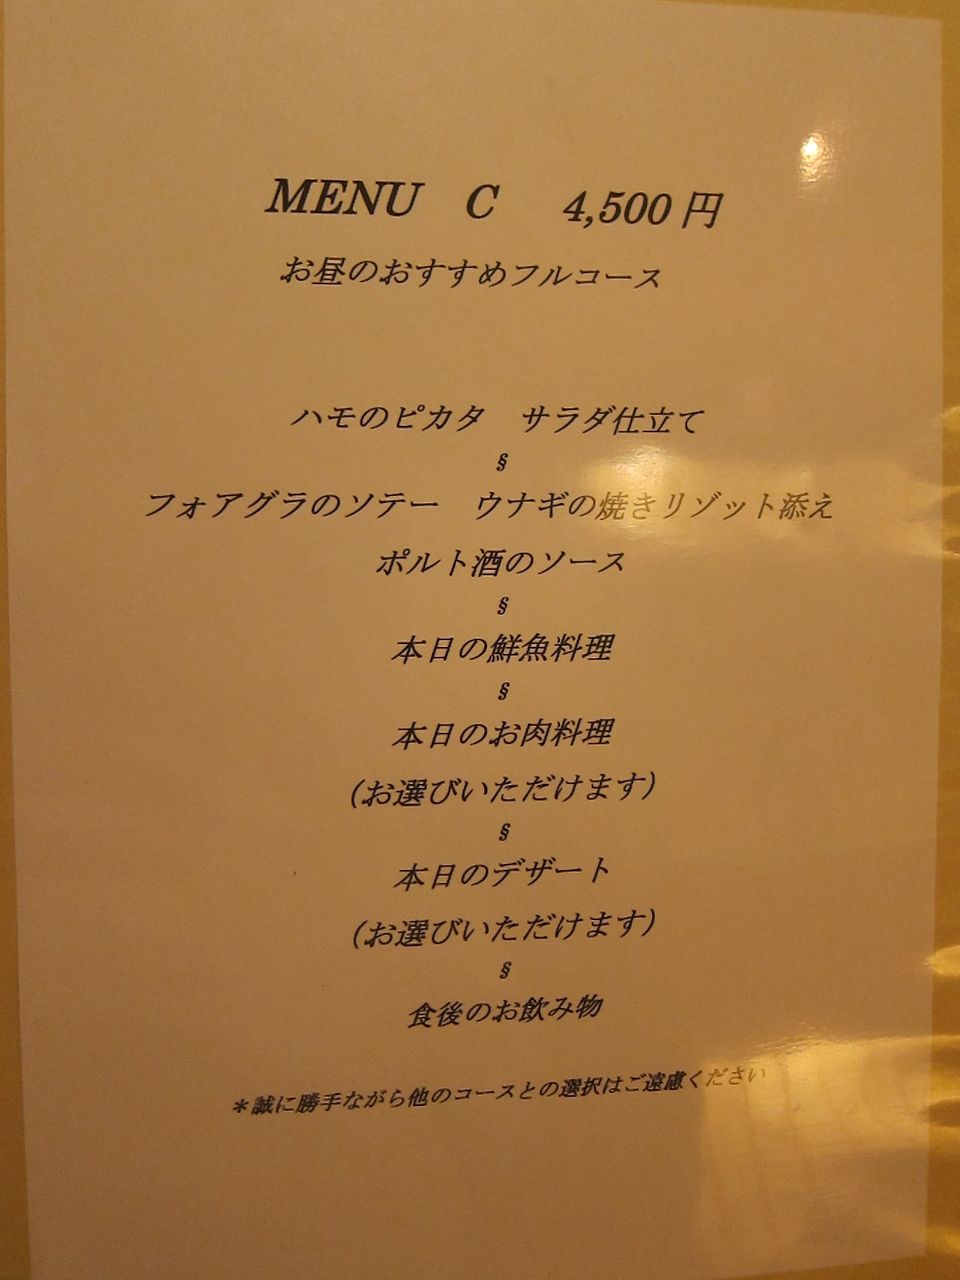 MENU C 4,500円
お昼のおすすめフルコース
ハモのピカタ サラダ仕立て
§
フォアグラのソテー ウナギの焼きリゾット添え
ポルト酒のソース
§
本日の鮮魚料理
§
本日のお肉料理
(お選びいただけます)
§
本日のデザート
(お選びいただけます)
§
食後のお飲み物
＊誠に勝手ながら他のコースとの選択はご遠慮ください